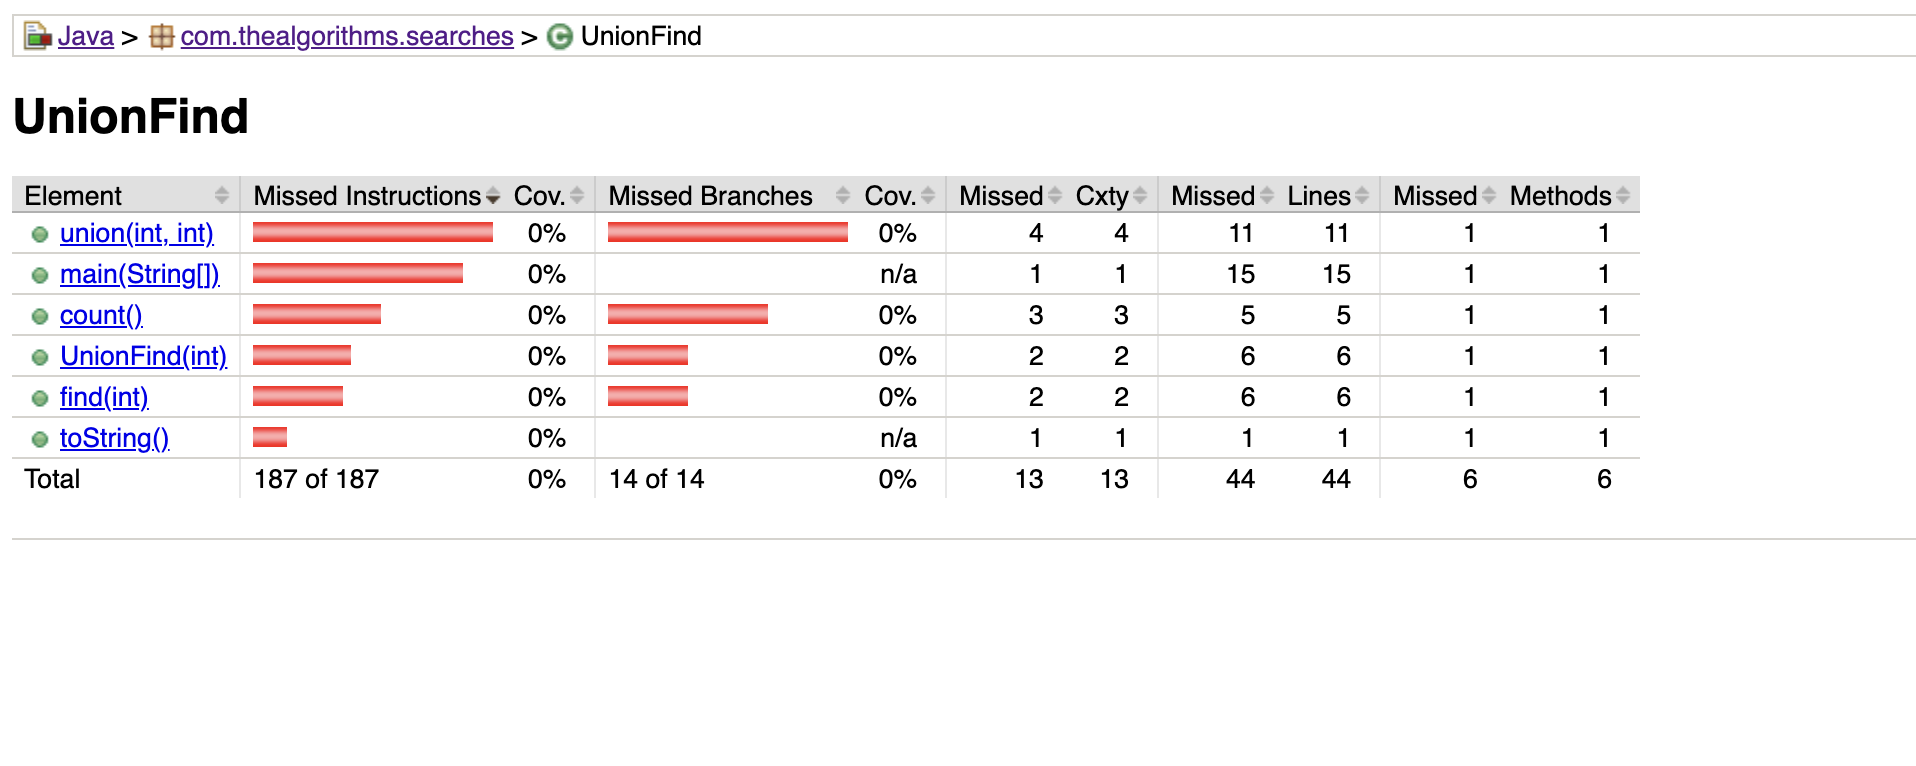 Java > com.thealgorithms.searches > UnionFind
UnionFind
Element Missed Instructions Cov. Missed Branches Cov. Missed Cxty Missed Lines Missed Methods
union(int, int) 0% 0% 4 4 11 11 1 1
main(String[]) 0% n/a 1 1 15 15 1 1
count() 0% 0% 3 3 5 5 1 1
UnionFind(int) 0% 0% 2 2 6 6 1 1
find(int) 0% 0% 2 2 6 6 1 1
toString() 0% n/a 1 1 1 1 1 1
Total 187 of 187 0% 14 of 14 0% 13 13 44 44 6 6